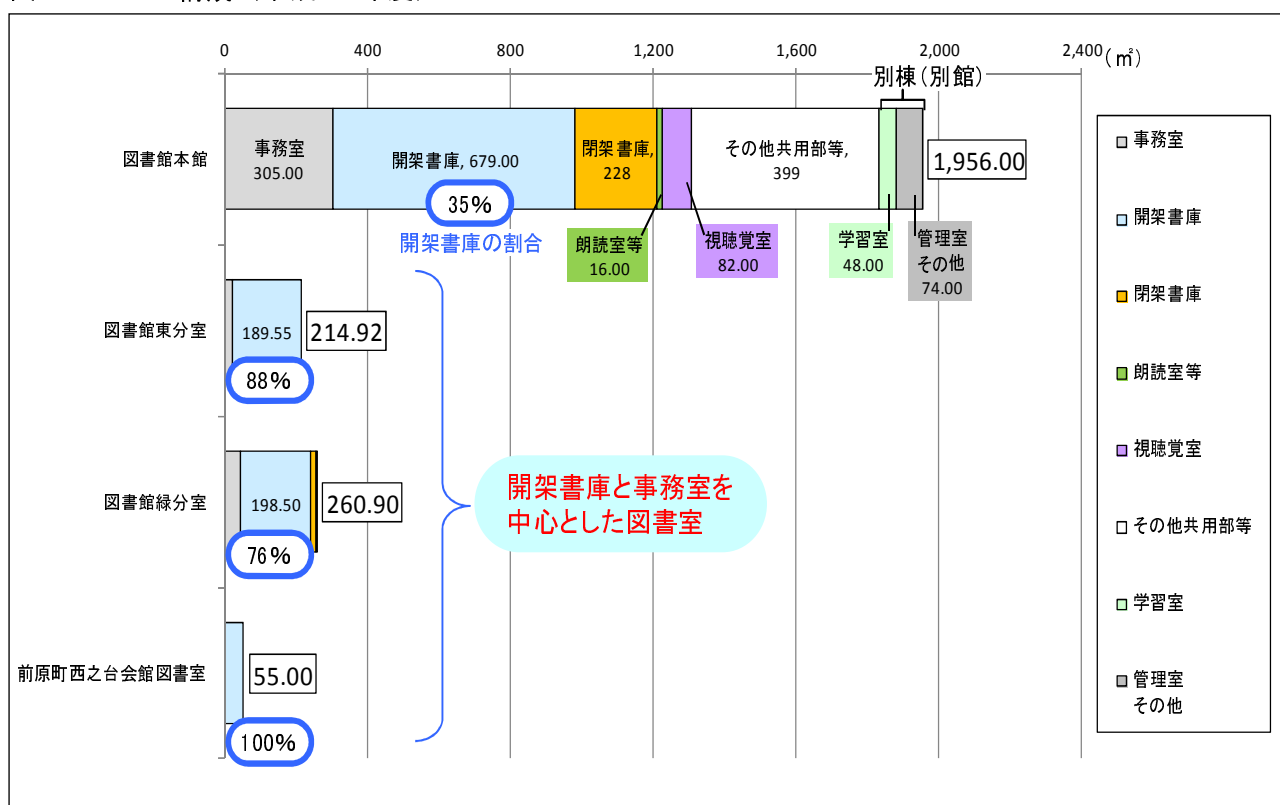 0 400 800 1,200 1,600 2,000 2,400 (㎡)
別棟(別館)
図書館本館
事務室
305.00
開架書庫, 679.00
閉架書庫,
228
その他共用部等,
399
1,956.00
35%
開架書庫の割合
朗読室等
16.00
視聴覚室
82.00
学習室
48.00
管理室
その他
74.00
図書館東分室
189.55
214.92
88%
図書館緑分室
198.50
260.90
76%
開架書庫と事務室を
中心とした図書室
前原町西之台会館図書室
55.00
100%
事務室
開架書庫
閉架書庫
朗読室等
視聴覚室
その他共用部等
学習室
管理室
その他